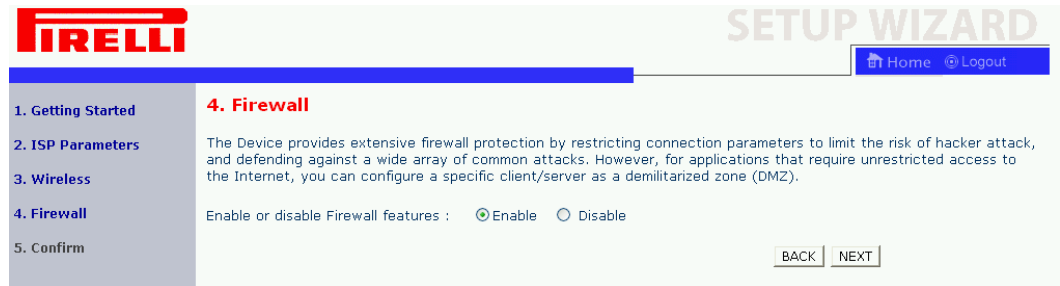 PIRELLI
SETUP WIZARD
Home Logout
1. Getting Started
2. ISP Parameters
3. Wireless
4. Firewall
5. Confirm
4. Firewall
The Device provides extensive firewall protection by restricting connection parameters to limit the risk of hacker attack,
and defending against a wide array of common attacks. However, for applications that require unrestricted access to
the Internet, you can configure a specific client/server as a demilitarized zone (DMZ).
Enable or disable Firewall features : Enable Disable
BACK NEXT